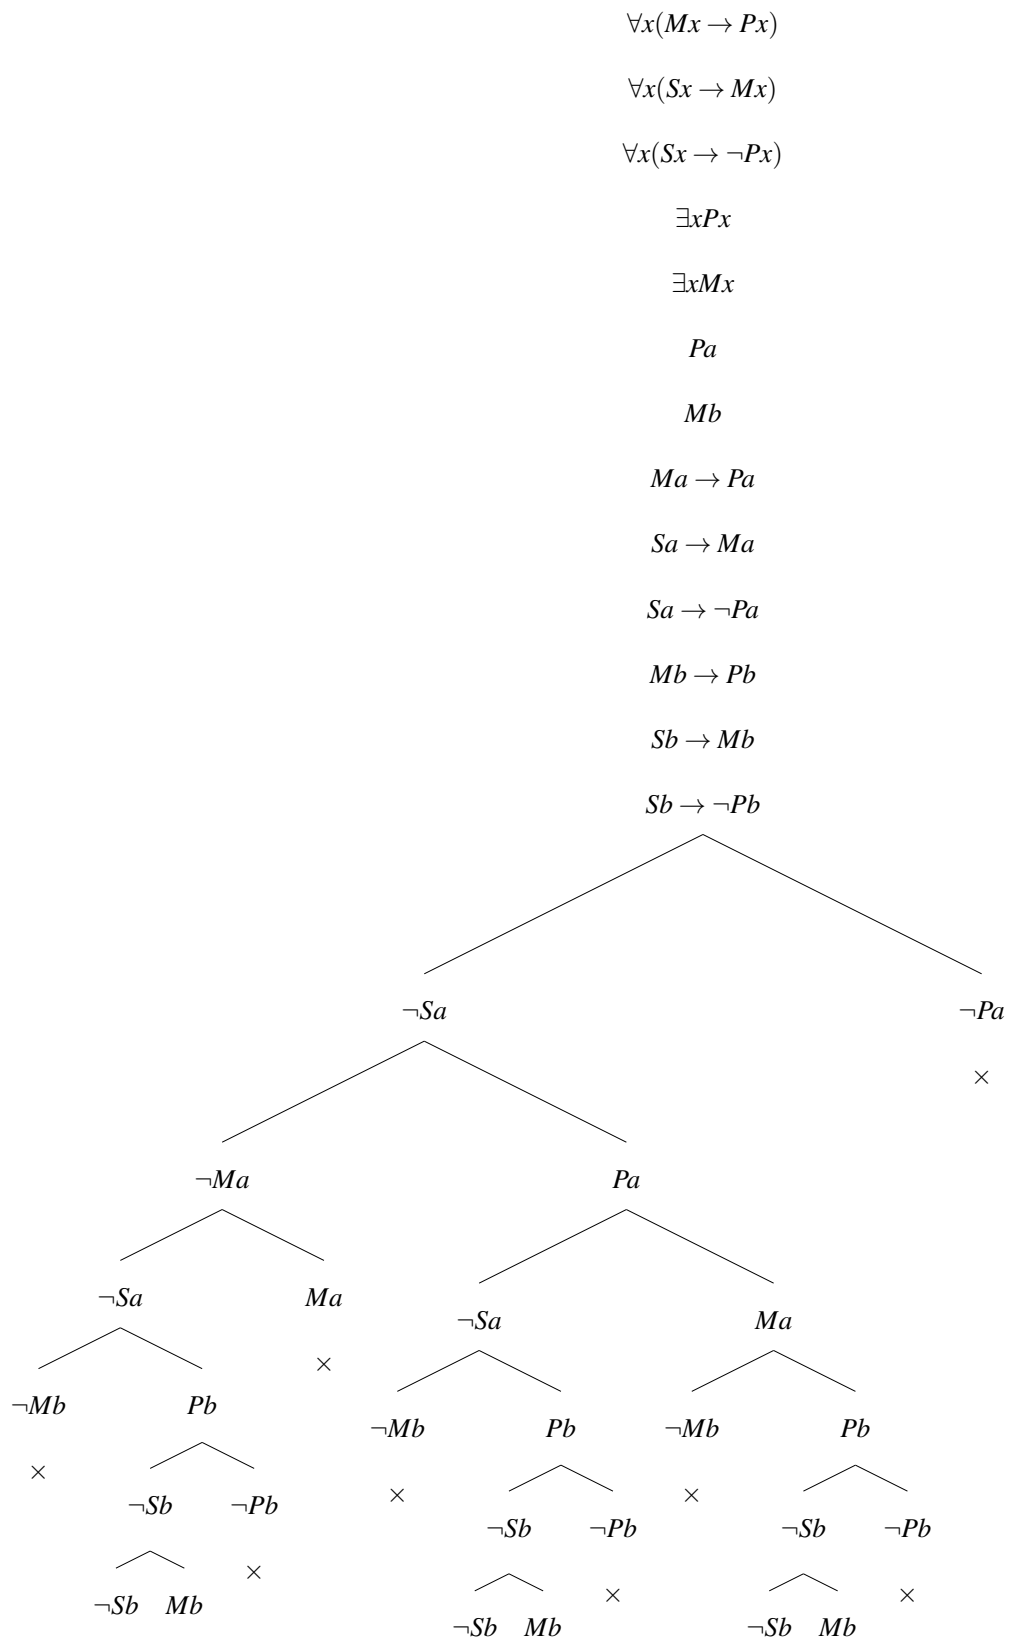 ∀x(Mx → Px)
∀x(Sx → Mx)
∀x(Sx → ¬Px)
∃xPx
∃xMx
Pa
Mb
Ma → Pa
Sa → Ma
Sa → ¬Pa
Mb → Pb
Sb → Mb
Sb → ¬Pb
¬Sa ¬Pa
×
¬Ma Pa
¬Sa Ma
¬Sa Ma
×
¬Mb Pb
¬Mb Pb ¬Mb Pb
×
× ×
¬Sb ¬Pb
¬Sb ¬Pb ¬Sb ¬Pb
×
× ×
¬Sb Mb
¬Sb Mb ¬Sb Mb